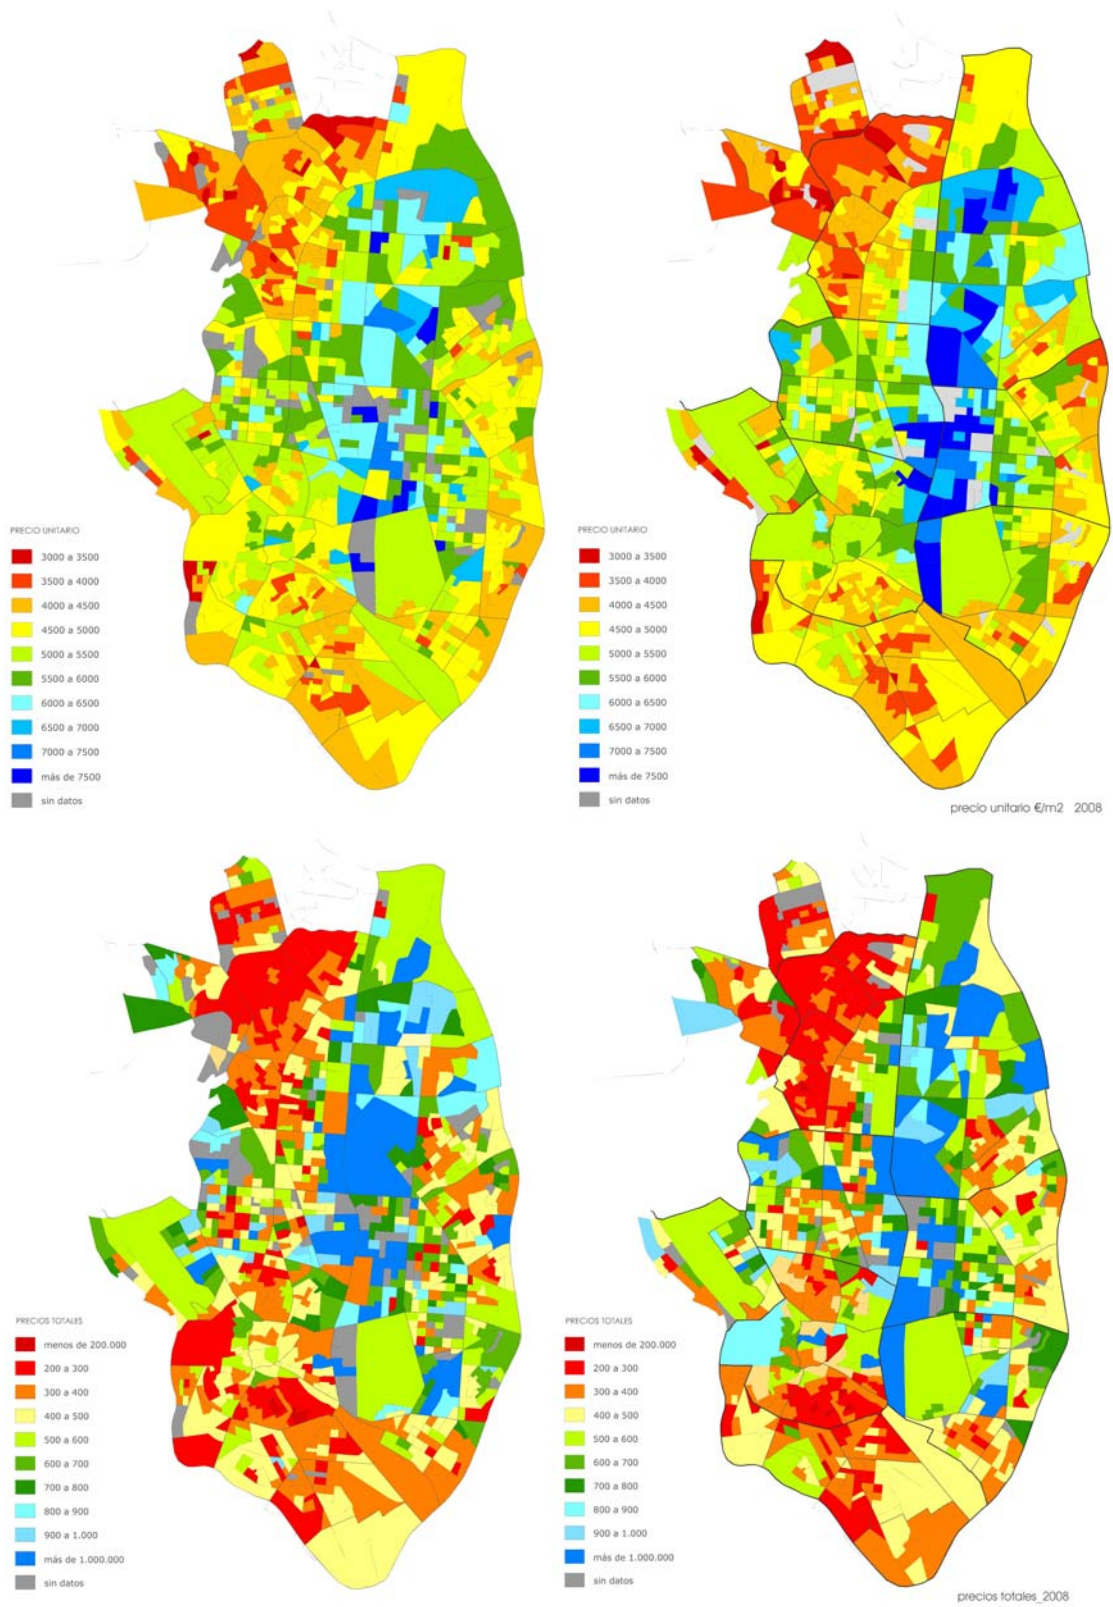 PRECIO UNITARIO
3000 a 3500
3500 a 4000
4000 a 4500
4500 a 5000
5000 a 5500
5500 a 6000
6000 a 6500
6500 a 7000
7000 a 7500
más de 7500
sin datos
PRECIO UNITARIO
3000 a 3500
3500 a 4000
4000 a 4500
4500 a 5000
5000 a 5500
5500 a 6000
6000 a 6500
6500 a 7000
7000 a 7500
más de 7500
sin datos
precio unitario €/m2 2008
PRECIOS TOTALES
menos de 200.000
200 a 300
300 a 400
400 a 500
500 a 600
600 a 700
700 a 800
800 a 900
900 a 1.000
más de 1.000.000
sin datos
PRECIOS TOTALES
menos de 200.000
200 a 300
300 a 400
400 a 500
500 a 600
600 a 700
700 a 800
800 a 900
900 a 1.000
más de 1.000.000
sin datos
precios totales_2008